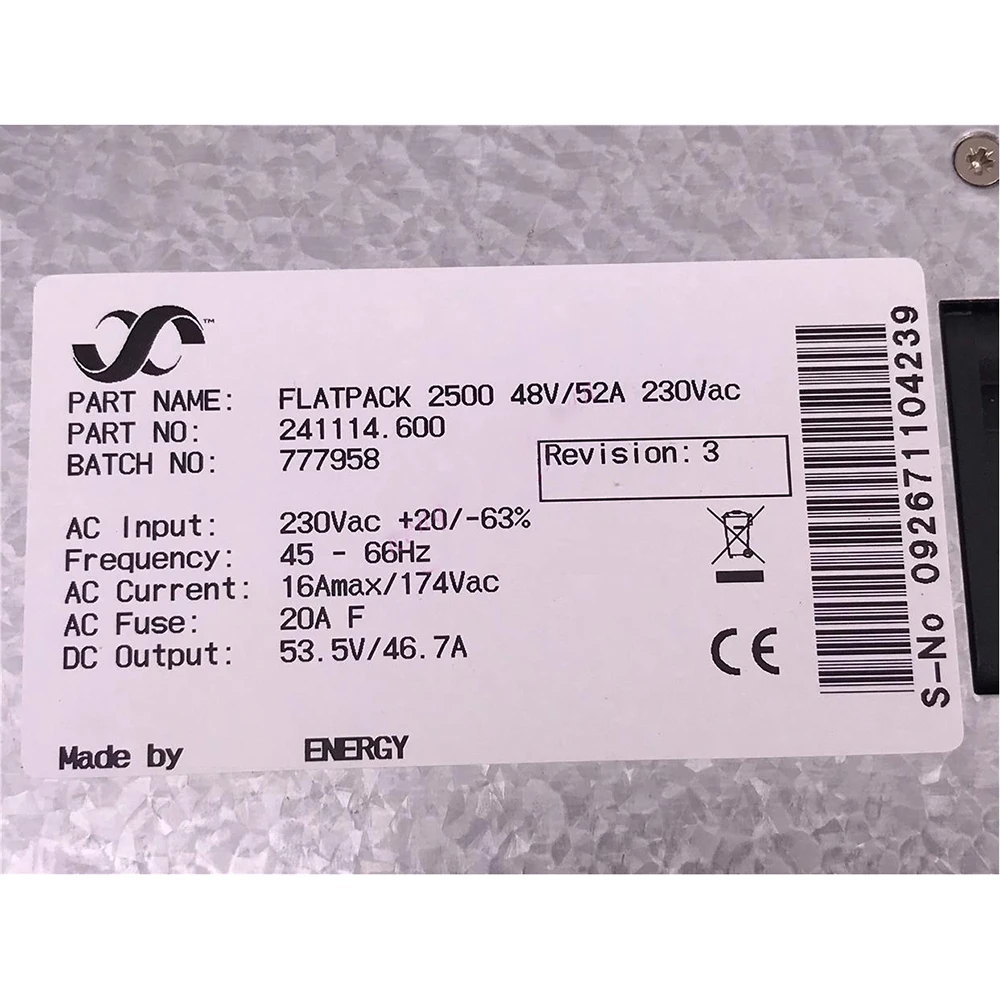 ™
PART NAME: FLATPACK 2500 48V/52A 230Vac
PART NO: 241114.600
BATCH NO: 777958
Revision: 3
AC Input: 230Vac +20/-63%
Frequency: 45 - 66Hz
AC Current: 16Amax/174Vac
AC Fuse: 20A F
DC Output: 53.5V/46.7A
CE
Made by ENERGY
S-No 092671104239